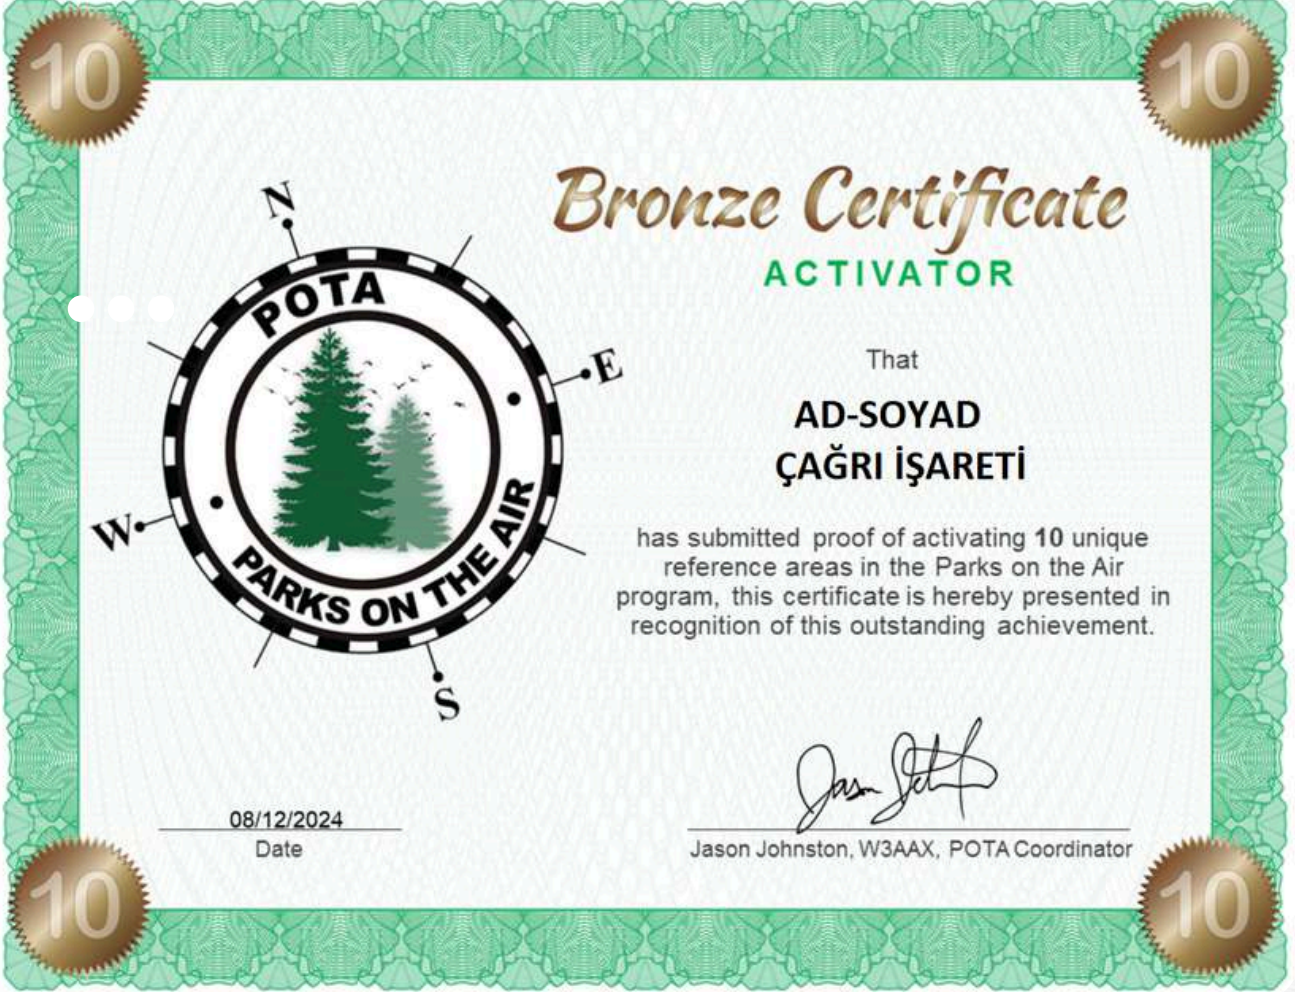 10
10
Bronze Certificate
ACTIVATOR
N
E
S
W
POTA
PARKS ON THE AIR
That
AD-SOYAD
ÇAĞRI İŞARETİ
has submitted proof of activating 10 unique
reference areas in the Parks on the Air
program, this certificate is hereby presented in
recognition of this outstanding achievement.
08/12/2024
Date
Jason Johnston, W3AAX, POTA Coordinator
10
10